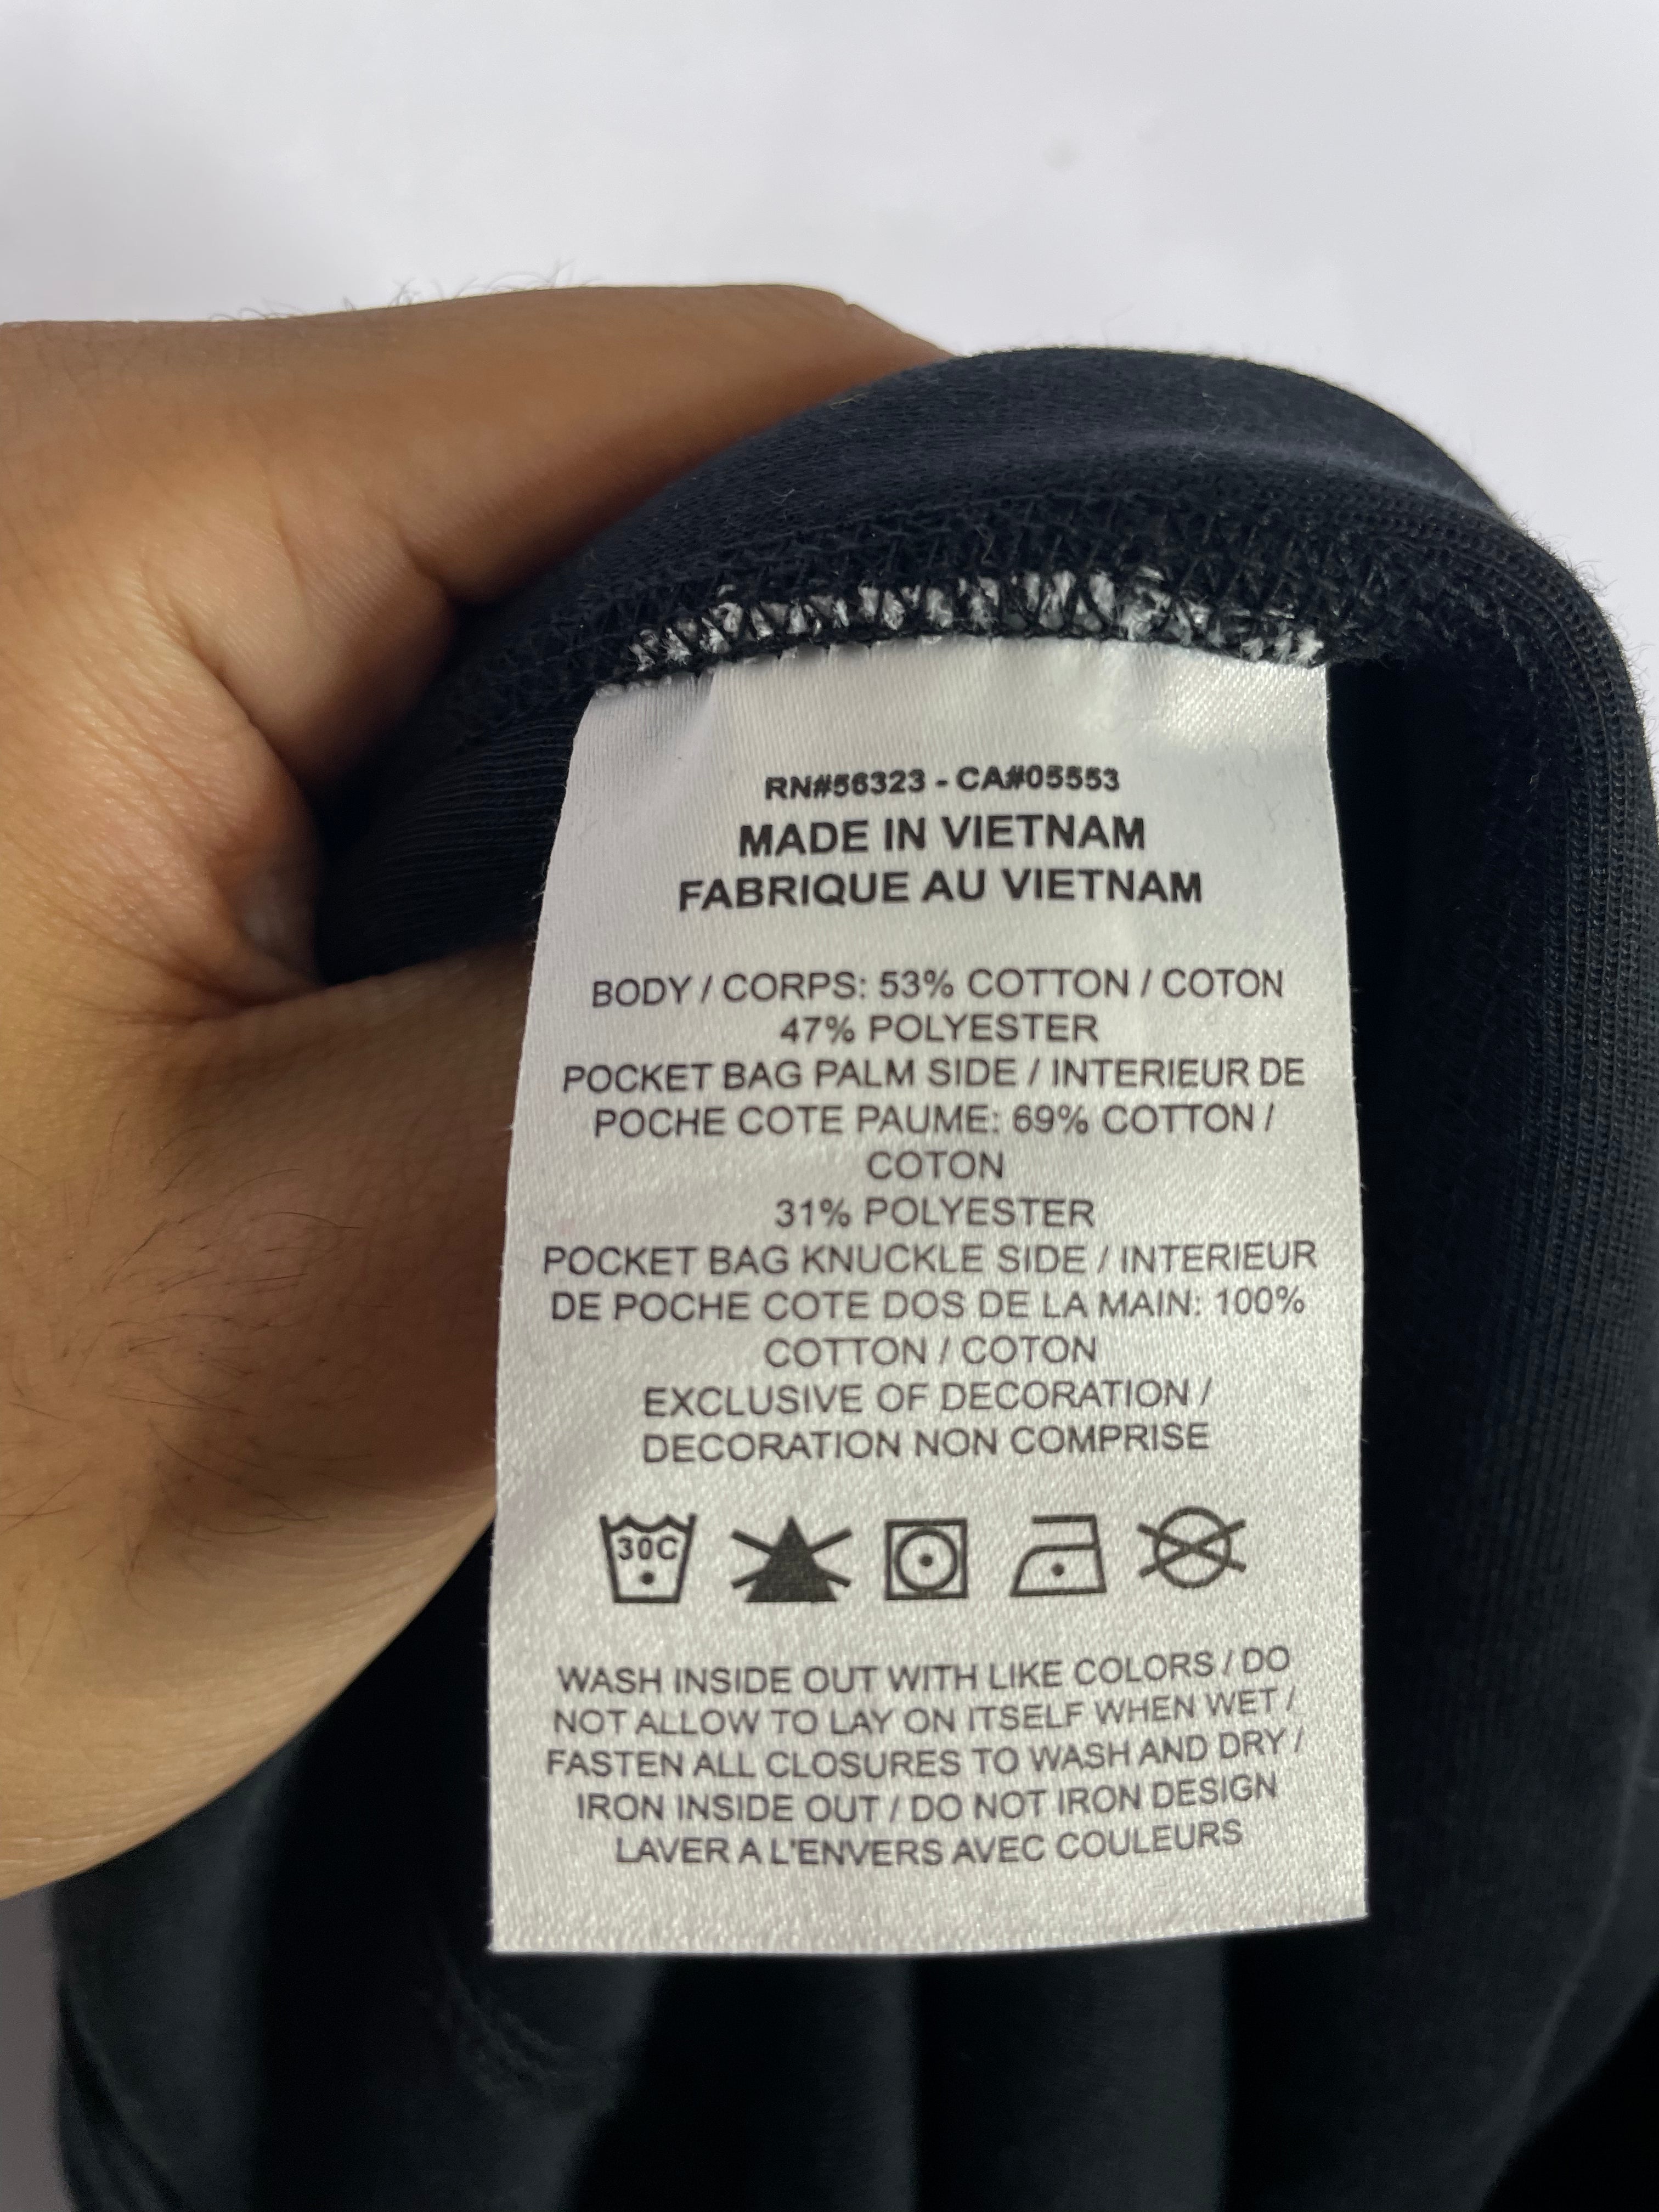 RN#56323 - CA#05553
MADE IN VIETNAM
FABRIQUE AU VIETNAM
BODY / CORPS: 53% COTTON / COTON
47% POLYESTER
POCKET BAG PALM SIDE / INTERIEUR DE
POCHE COTE PAUME: 69% COTTON /
COTON
31% POLYESTER
POCKET BAG KNUCKLE SIDE / INTERIEUR
DE POCHE COTE DOS DE LA MAIN: 100%
COTTON / COTON
EXCLUSIVE OF DECORATION /
DECORATION NON COMPRISE
30C
WASH INSIDE OUT WITH LIKE COLORS / DO
NOT ALLOW TO LAY ON ITSELF WHEN WET /
FASTEN ALL CLOSURES TO WASH AND DRY /
IRON INSIDE OUT / DO NOT IRON DESIGN
LAVER A L'ENVERS AVEC COULEURS